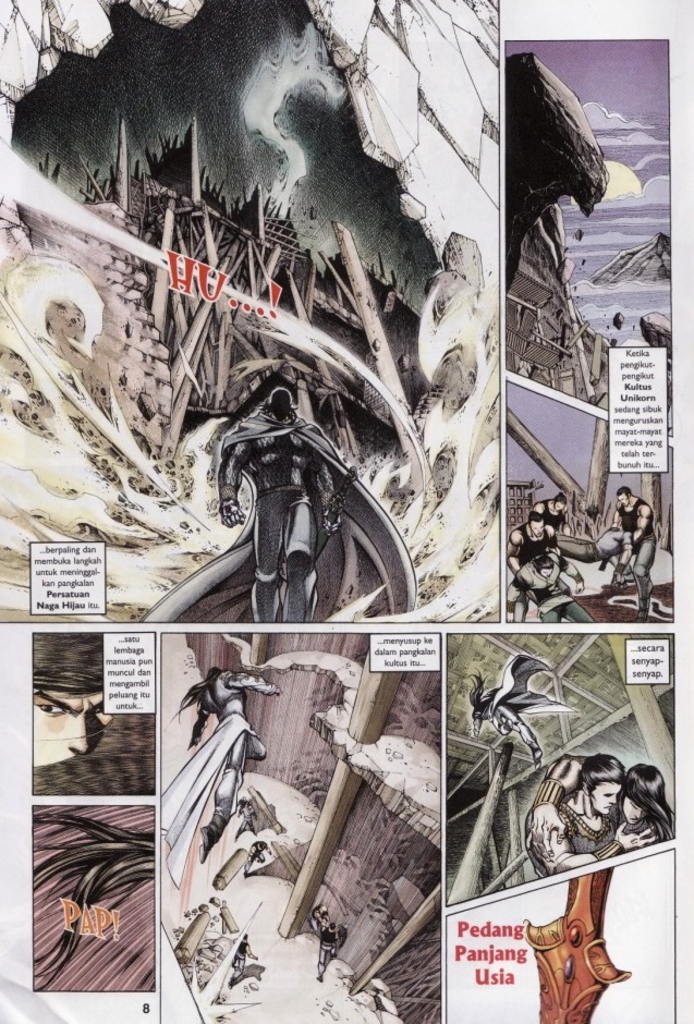 HU....!
...berpaling dan
membuka langkah
untuk meninggal-
kan pangkalan
Persatuan
Naga Hijau itu.
Ketika
pengikut-
pengikut
Kultus
Unikorn
sedang sibuk
menguruskan
mayat-mayat
mereka yang
telah ter-
bunuh itu...
...satu
lembaga
manusia pun
muncul dan
mengambil
peluang itu
untuk...
PAP!
...menyusup ke
dalam pangkalan
kultus itu...
...secara
senyap-
senyap.
Pedang
Panjang
Usia
8